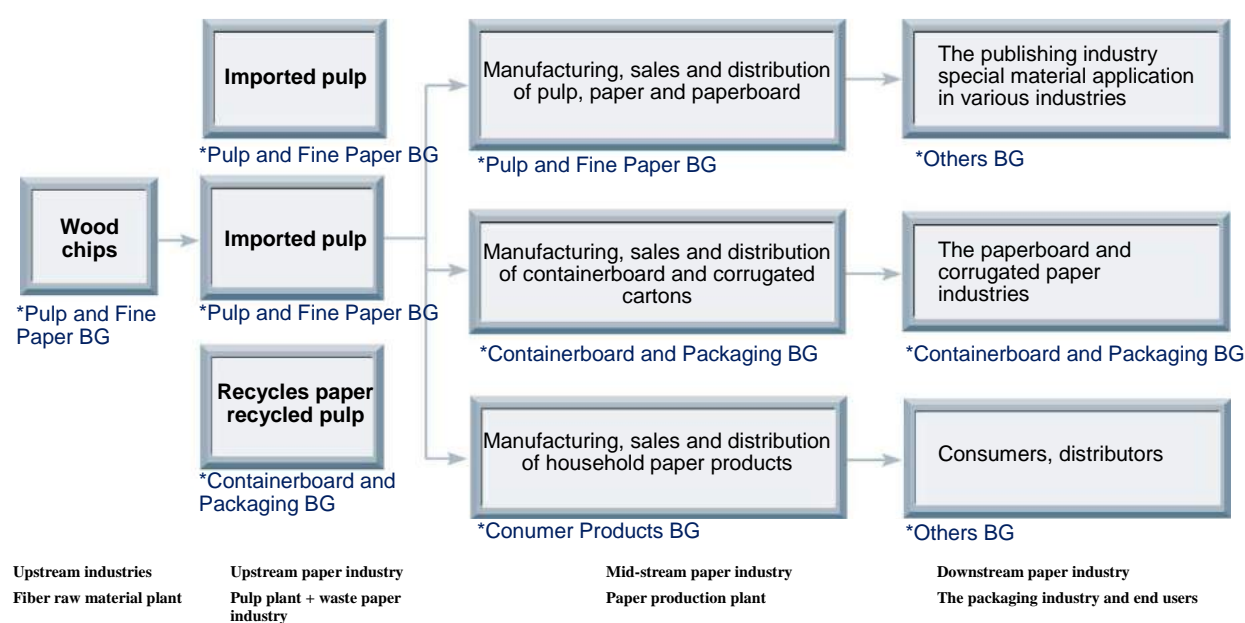 Imported pulp
*Pulp and Fine Paper BG
Wood
chips
*Pulp and Fine
Paper BG
Imported pulp
*Pulp and Fine Paper BG
Recycles paper
recycled pulp
*Containerboard and
Packaging BG
Manufacturing, sales and distribution
of pulp, paper and paperboard
*Pulp and Fine Paper BG
Manufacturing, sales and distribution
of containerboard and corrugated
cartons
*Containerboard and Packaging BG
Manufacturing, sales and distribution
of household paper products
*Conumer Products BG
The publishing industry
special material application
in various industries
*Others BG
The paperboard and
corrugated paper
industries
*Containerboard and Packaging BG
Consumers, distributors
*Others BG
Upstream industries
Fiber raw material plant
Upstream paper industry
Pulp plant + waste paper
industry
Mid-stream paper industry
Paper production plant
Downstream paper industry
The packaging industry and end users